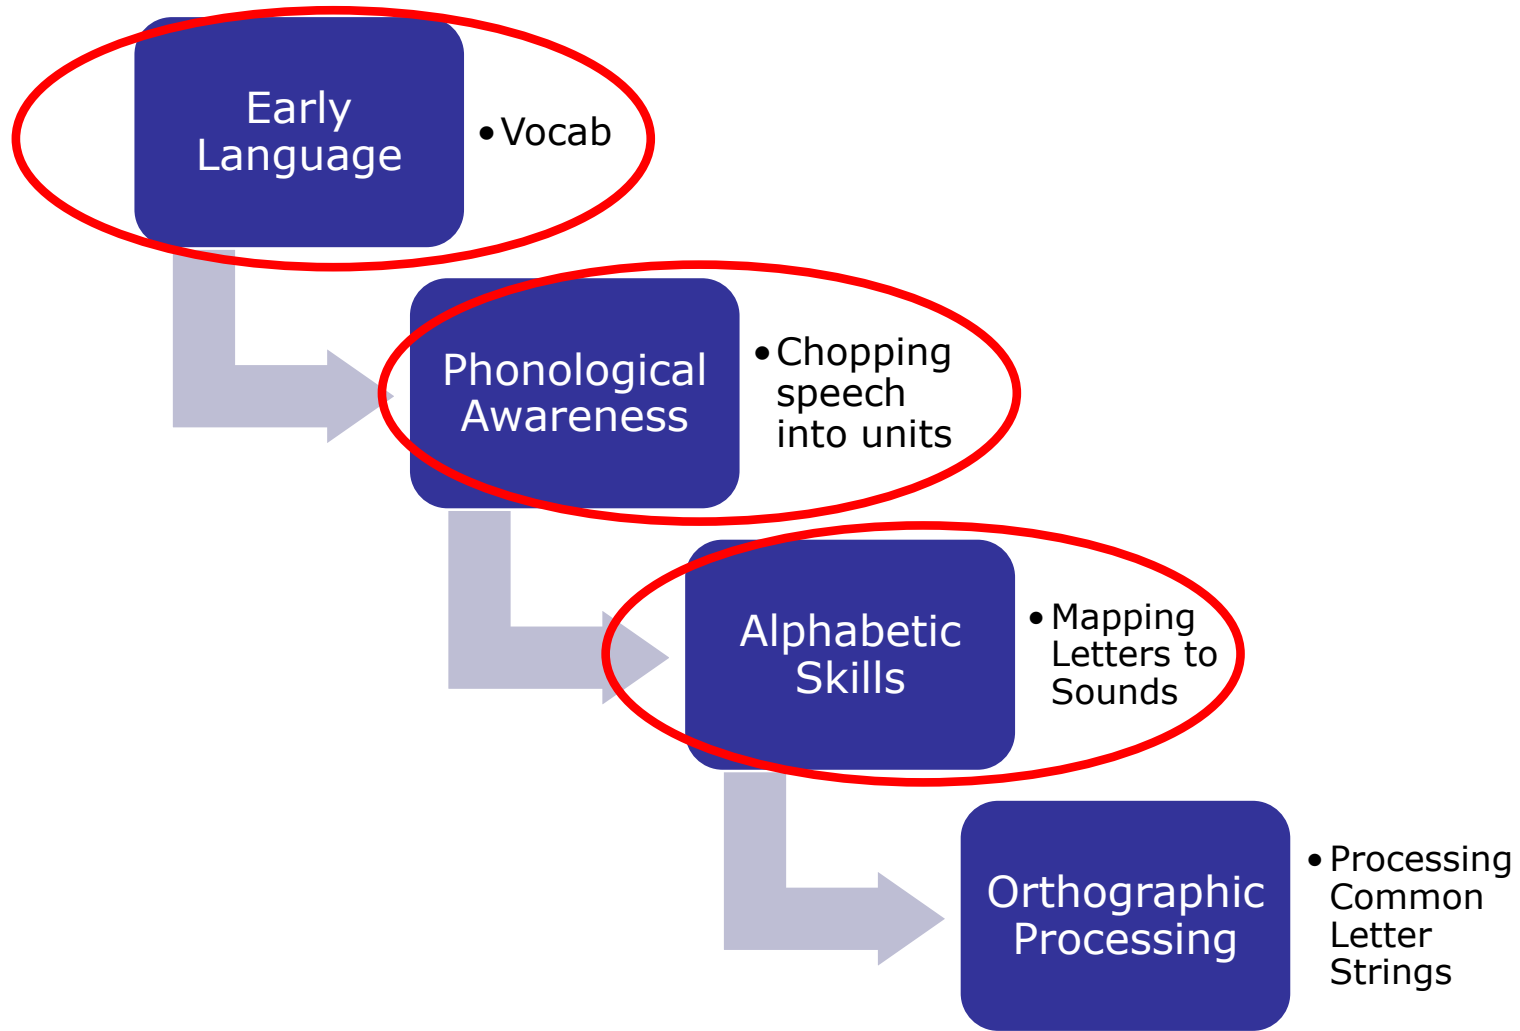 Early
Language
•Vocab
Phonological
Awareness
•Chopping
speech
into units
Alphabetic
Skills
•Mapping
Letters to
Sounds
Orthographic
Processing
•Processing
Common
Letter
Strings